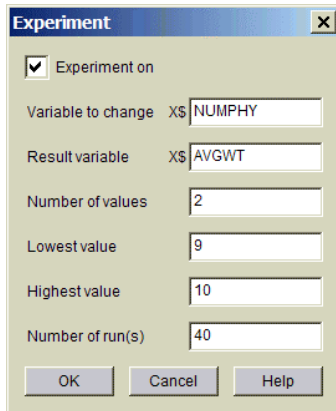 Experiment
Experiment on
Variable to change X$ NUMPHY
Result variable X$ AVGWT
Number of values 2
Lowest value 9
Highest value 10
Number of run(s) 40
OK Cancel Help